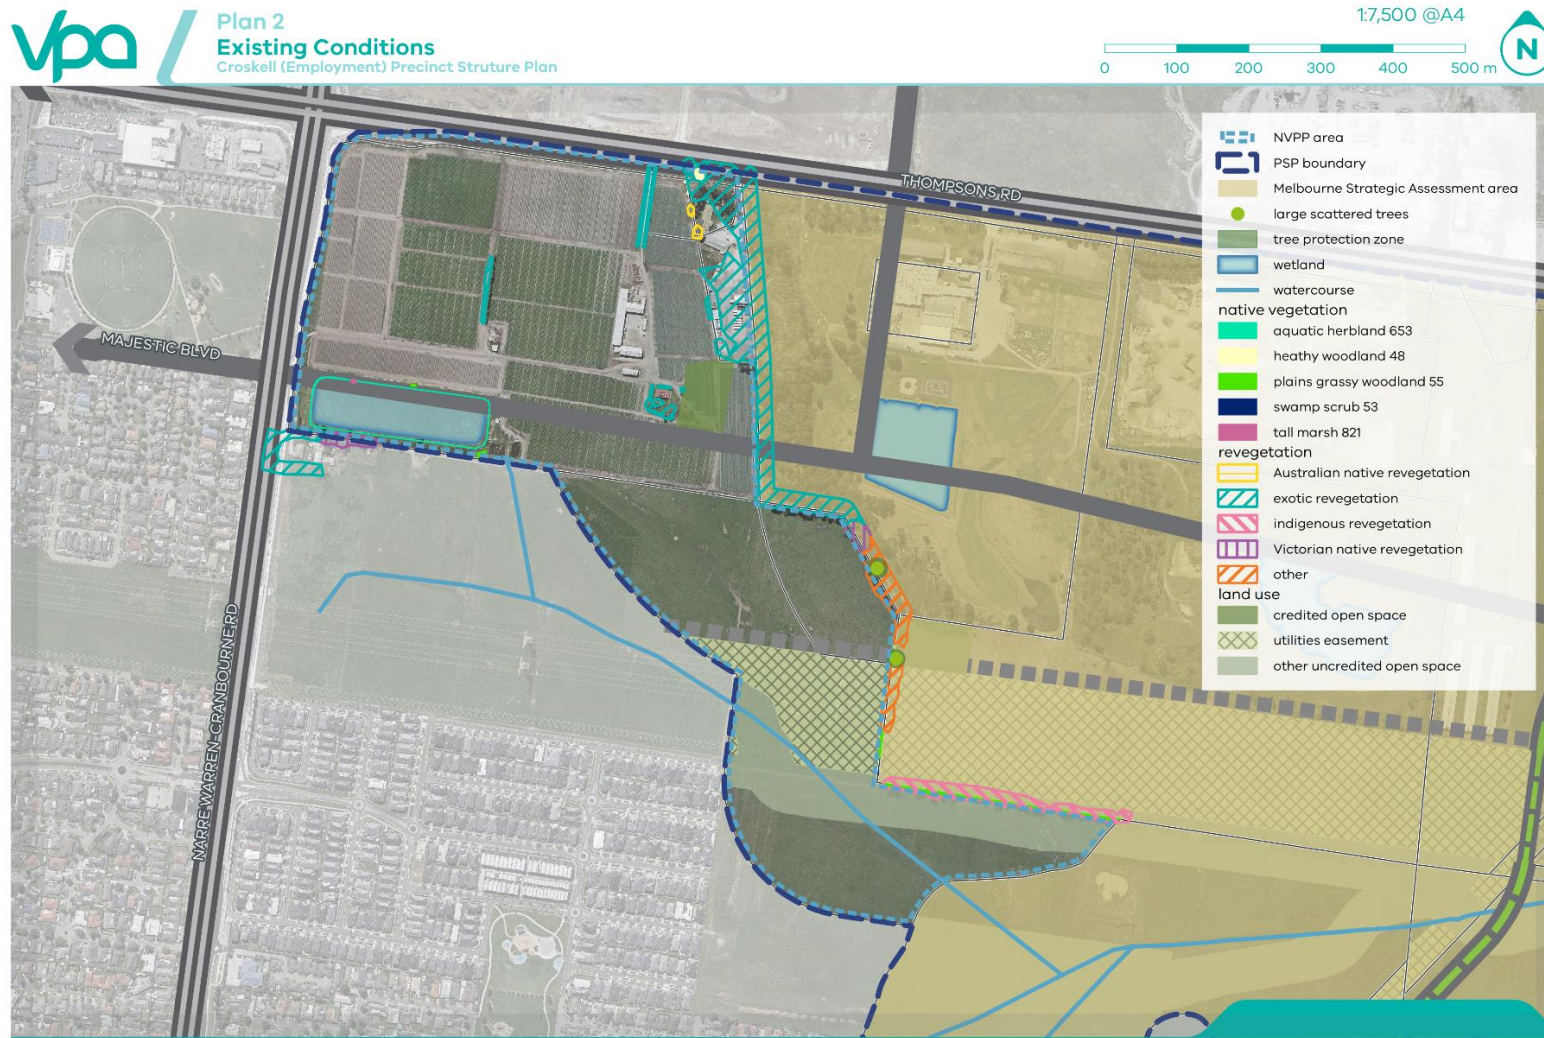 vpa
Plan 2
Existing Conditions
Croskell (Employment) Precinct Struture Plan
1:7,500 @A4
0 100 200 300 400 500 m
N
THOMPSONS RD
MAJESTIC BLVD
NARRE WARREN-CRANBOURNE RD
NVPP area
PSP boundary
Melbourne Strategic Assessment area
large scattered trees
tree protection zone
wetland
watercourse
native vegetation
aquatic herbland 653
heathy woodland 48
plains grassy woodland 55
swamp scrub 53
tall marsh 821
revegetation
Australian native revegetation
exotic revegetation
indigenous revegetation
Victorian native revegetation
other
land use
credited open space
utilities easement
other uncredited open space